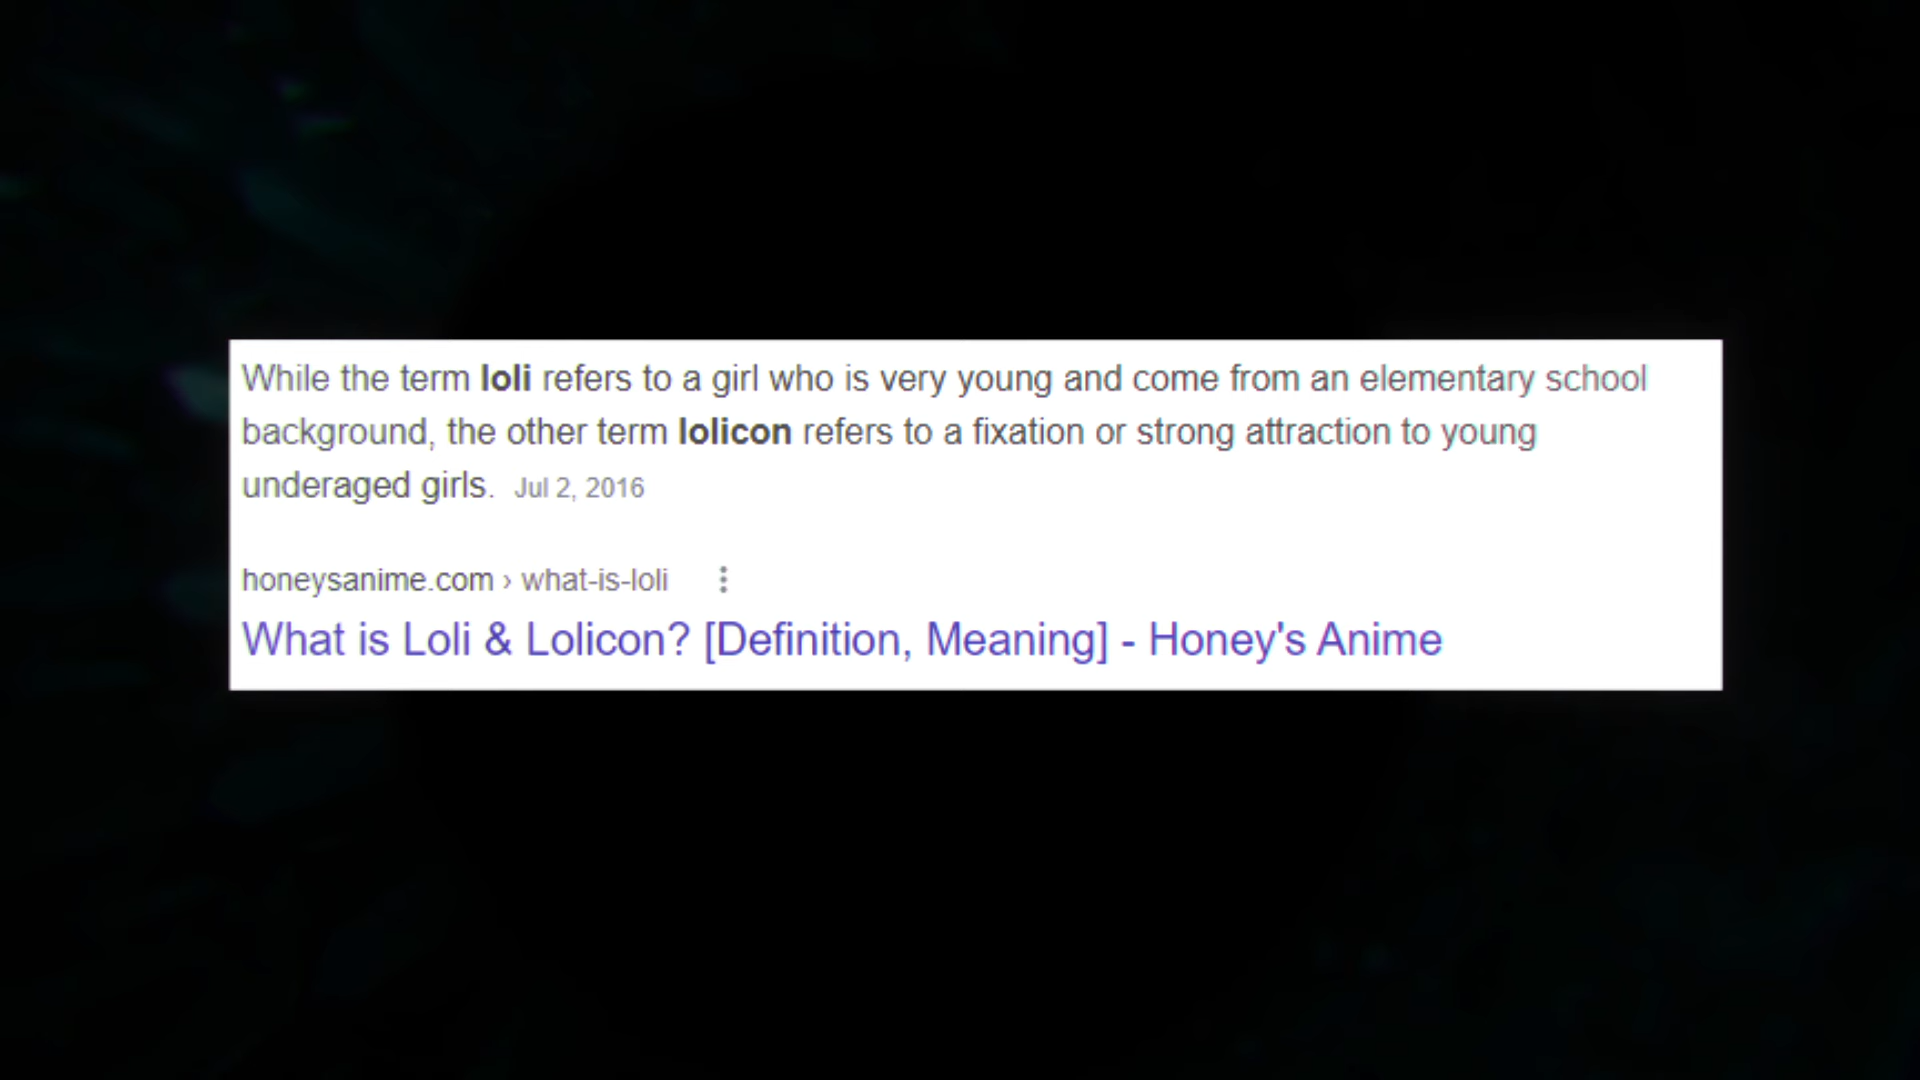 While the term loli refers to a girl who is very young and come from an elementary school
background, the other term lolicon refers to a fixation or strong attraction to young
underaged girls. Jul 2, 2016
honeysanime.com › what-is-loli
What is Loli & Lolicon? [Definition, Meaning] - Honey's Anime